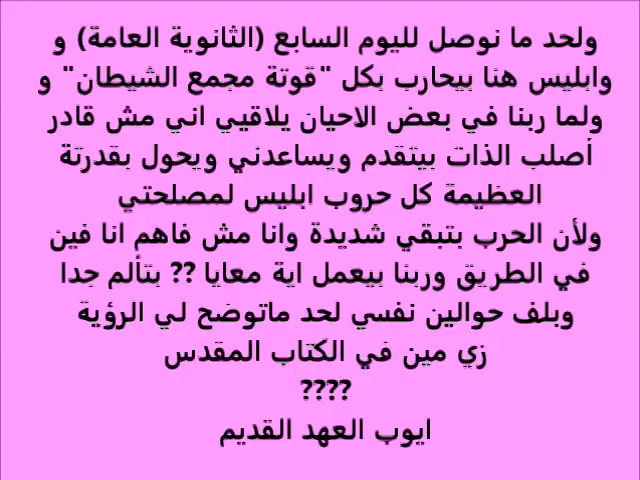 ولحد ما نوصل لليوم السابع (الثانوية العامة) و
وابليس هنا بيحارب بكل "قوتة مجمع الشيطان" و
ولما ربنا في بعض الاحيان يلاقيي اني مش قادر
أصلب الذات بيتقدم ويساعدني ويحول بقدرتة
العظيمة كل حروب ابليس لمصلحتي
ولأن الحرب بتبقي شديدة وانا مش فاهم انا فين
في الطريق وربنا بيعمل اية معايا ?? بتألم جدا
وبلف حوالين نفسي لحد ماتوضح لي الرؤية
زي مين في الكتاب المقدس
????
ايوب العهد القديم